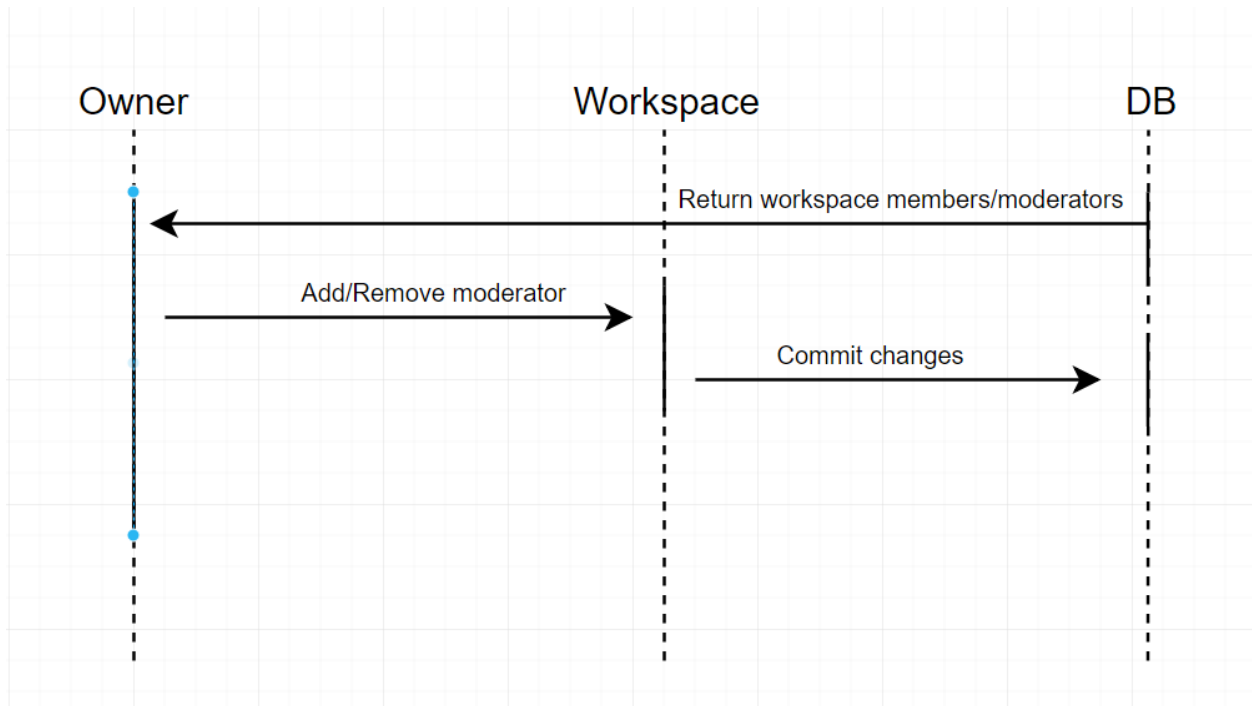 Owner
Workspace
DB
Return workspace members/moderators
Add/Remove moderator
Commit changes